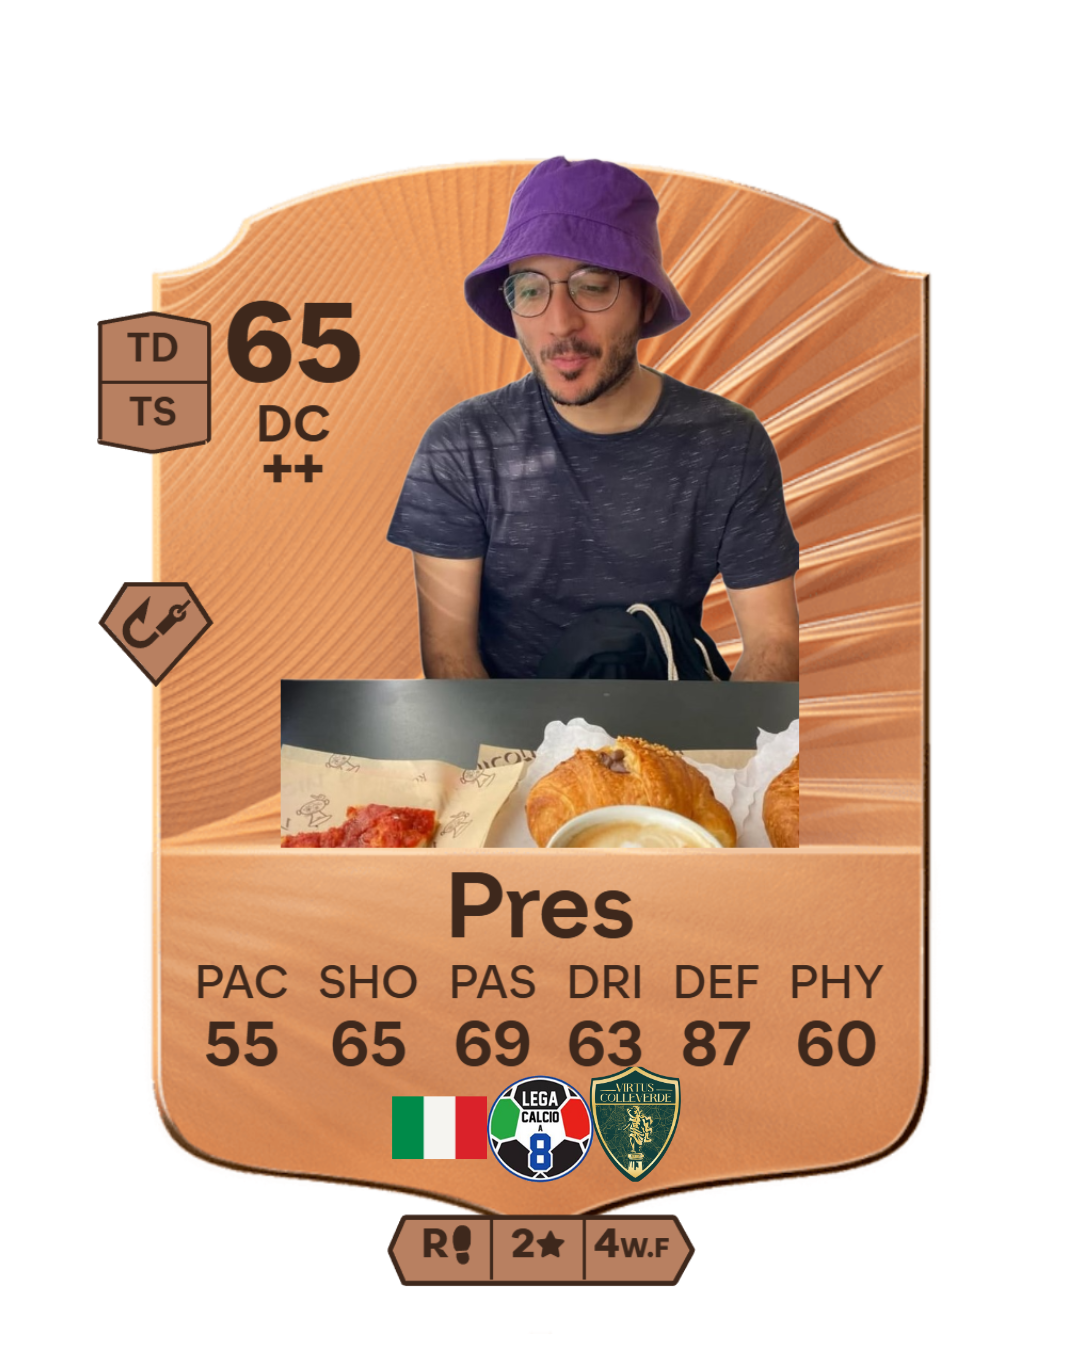 TD
TS
65
DC
++
Pres
PAC SHO PAS DRI DEF PHY
55 65 69 63 87 60
LEGA
CALCIO
A
8
VIRTUS
COLLEVERDE
R 2★ 4W.F